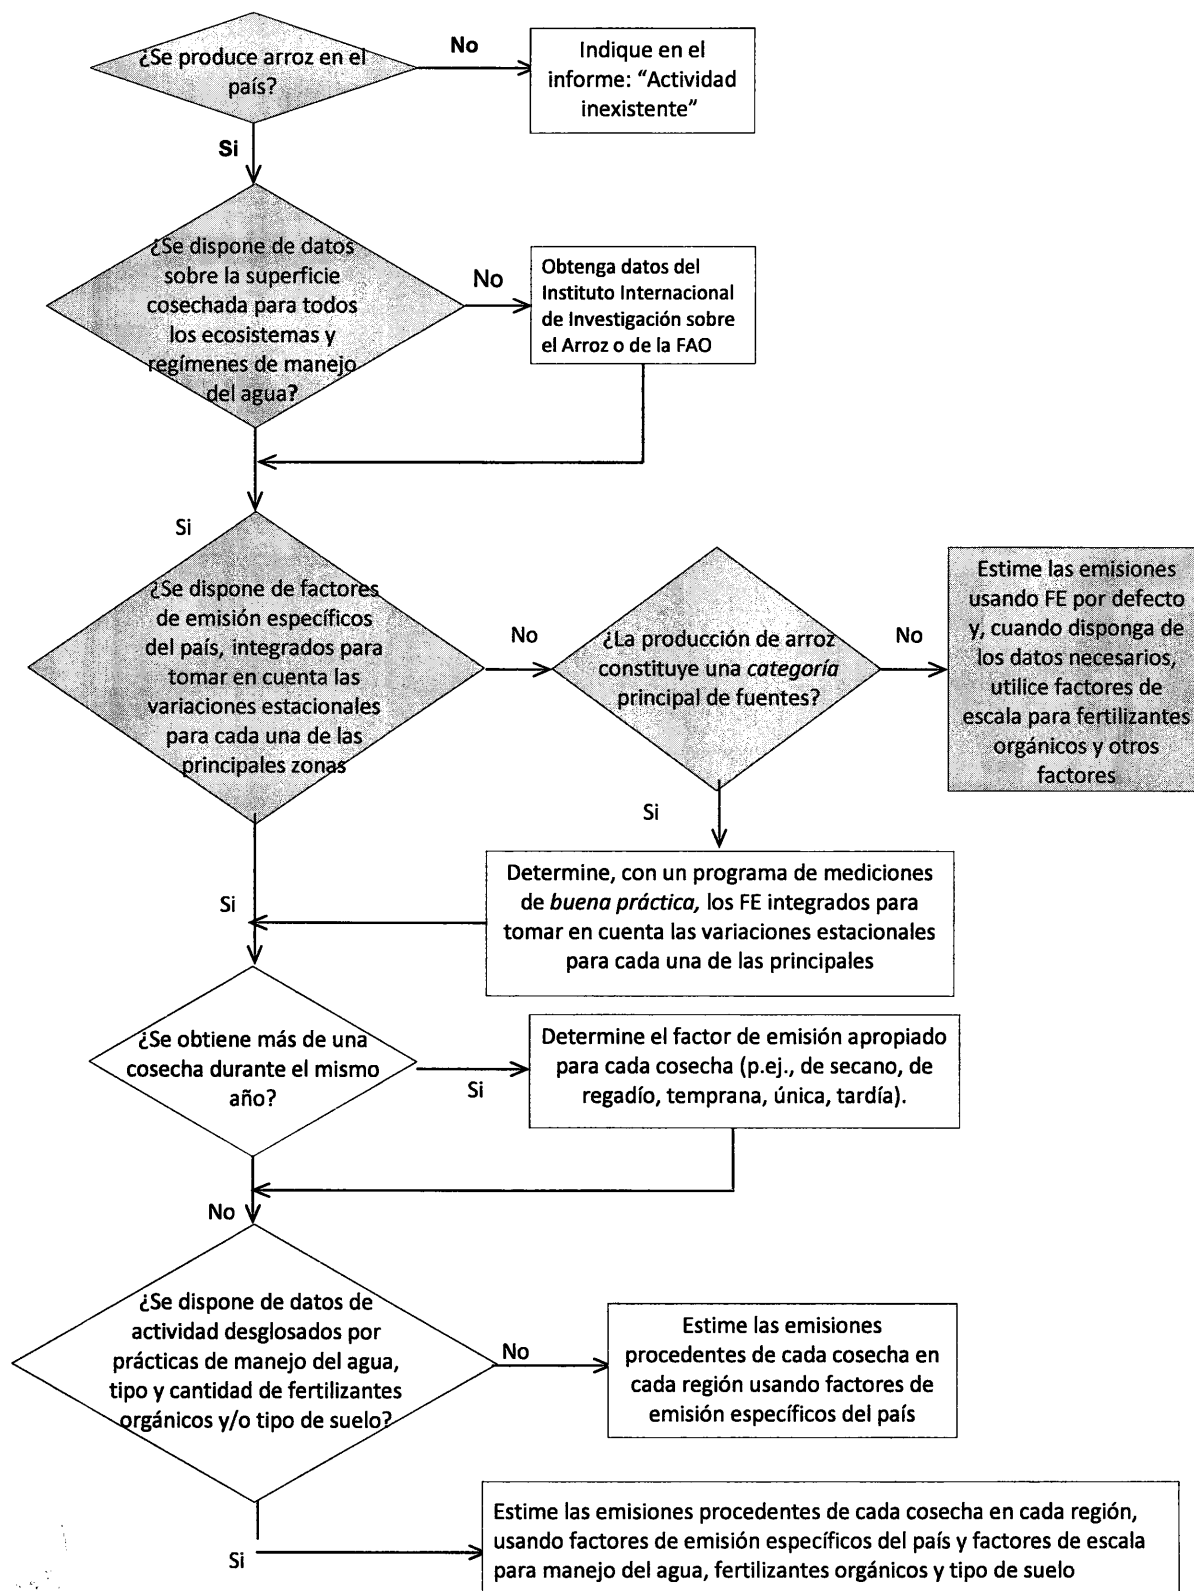 ¿Se produce arroz en el
país?
No
Indique en el
informe: “Actividad
inexistente”
Si
¿Se dispone de datos
sobre la superficie
cosechada para todos
los ecosistemas y
regímenes de manejo
del agua?
No
Obtenga datos del
Instituto Internacional
de Investigación sobre
el Arroz o de la FAO
Si
¿Se dispone de factores
de emisión específicos
del país, integrados para
tomar en cuenta las
variaciones estacionales
para cada una de las
principales zonas
No
¿La producción de arroz
constituye una categoría
principal de fuentes?
No
Estime las emisiones
usando FE por defecto
y, cuando disponga de
los datos necesarios,
utilice factores de
escala para fertilizantes
orgánicos y otros
factores
Si
Determine, con un programa de mediciones
de buena práctica, los FE integrados para
tomar en cuenta las variaciones estacionales
para cada una de las principales
Si
¿Se obtiene más de una
cosecha durante el mismo
año?
Si
Determine el factor de emisión apropiado
para cada cosecha (p.ej., de secano, de
regadío, temprana, única, tardía).
No
¿Se dispone de datos de
actividad desglosados por
prácticas de manejo del agua,
tipo y cantidad de fertilizantes
orgánicos y/o tipo de suelo?
No
Estime las emisiones
procedentes de cada cosecha en
cada región usando factores de
emisión específicos del país
Si
Estime las emisiones procedentes de cada cosecha en cada región,
usando factores de emisión específicos del país y factores de escala
para manejo del agua, fertilizantes orgánicos y tipo de suelo